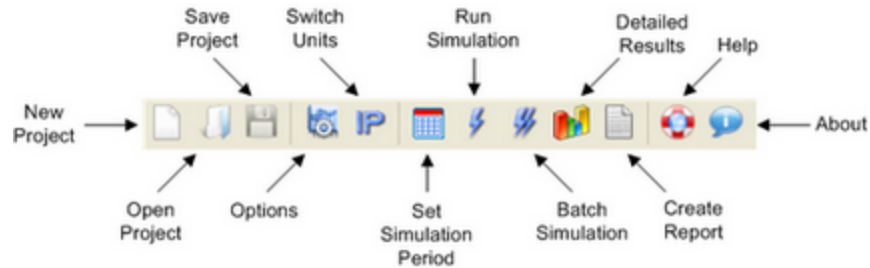 Save
Project
Switch
Units
Run
Simulation
Detailed
Results
Help
New
Project
IP
About
Open
Project
Options
Set
Simulation
Period
Batch
Simulation
Create
Report